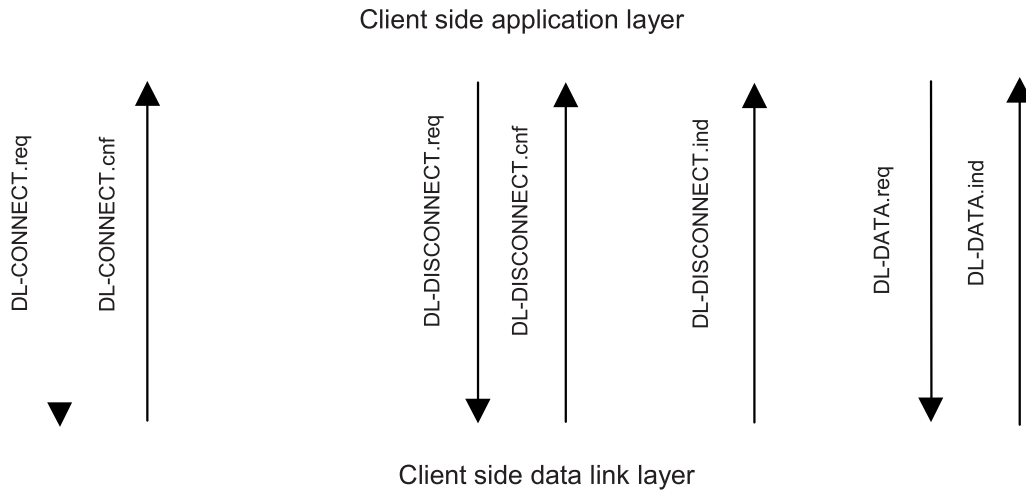 Client side application layer
DL-CONNECT.req
DL-CONNECT.cnf
DL-DISCONNECT.req
DL-DISCONNECT.cnf
DL-DISCONNECT.ind
DL-DATA.req
DL-DATA.ind
Client side data link layer